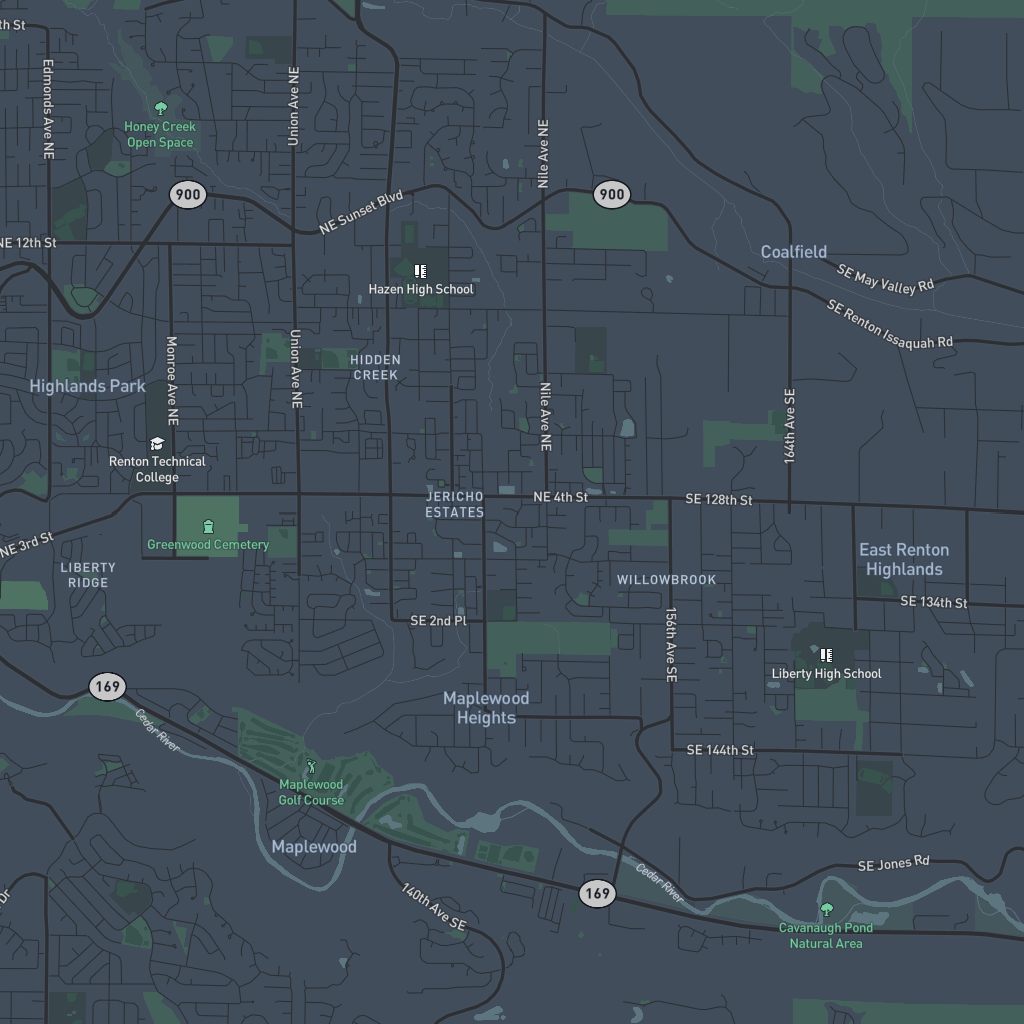 th St
Edmonds Ave NE
Union Ave NE
Nile Ave NE
Honey Creek
Open Space
900
900
NE Sunset Blvd
NE 12th St
Coalfield
SE May Valley Rd
Hazen High School
SE Renton Issaquah Rd
Monroe Ave NE
Union Ave NE
HIDDEN
CREEK
Highlands Park
Nile Ave NE
164th Ave SE
Renton Technical
College
JERICHO
ESTATES
NE 4th St
SE 128th St
NE 3rd St
Greenwood Cemetery
LIBERTY
RIDGE
WILLOWBROOK
East Renton
Highlands
SE 134th St
SE 2nd Pl
156th Ave SE
Liberty High School
169
Maplewood
Heights
Cedar River
SE 144th St
Maplewood
Golf Course
Maplewood
SE Jones Rd
Cedar River
169
140th Ave SE
Dr
Cavanaugh Pond
Natural Area